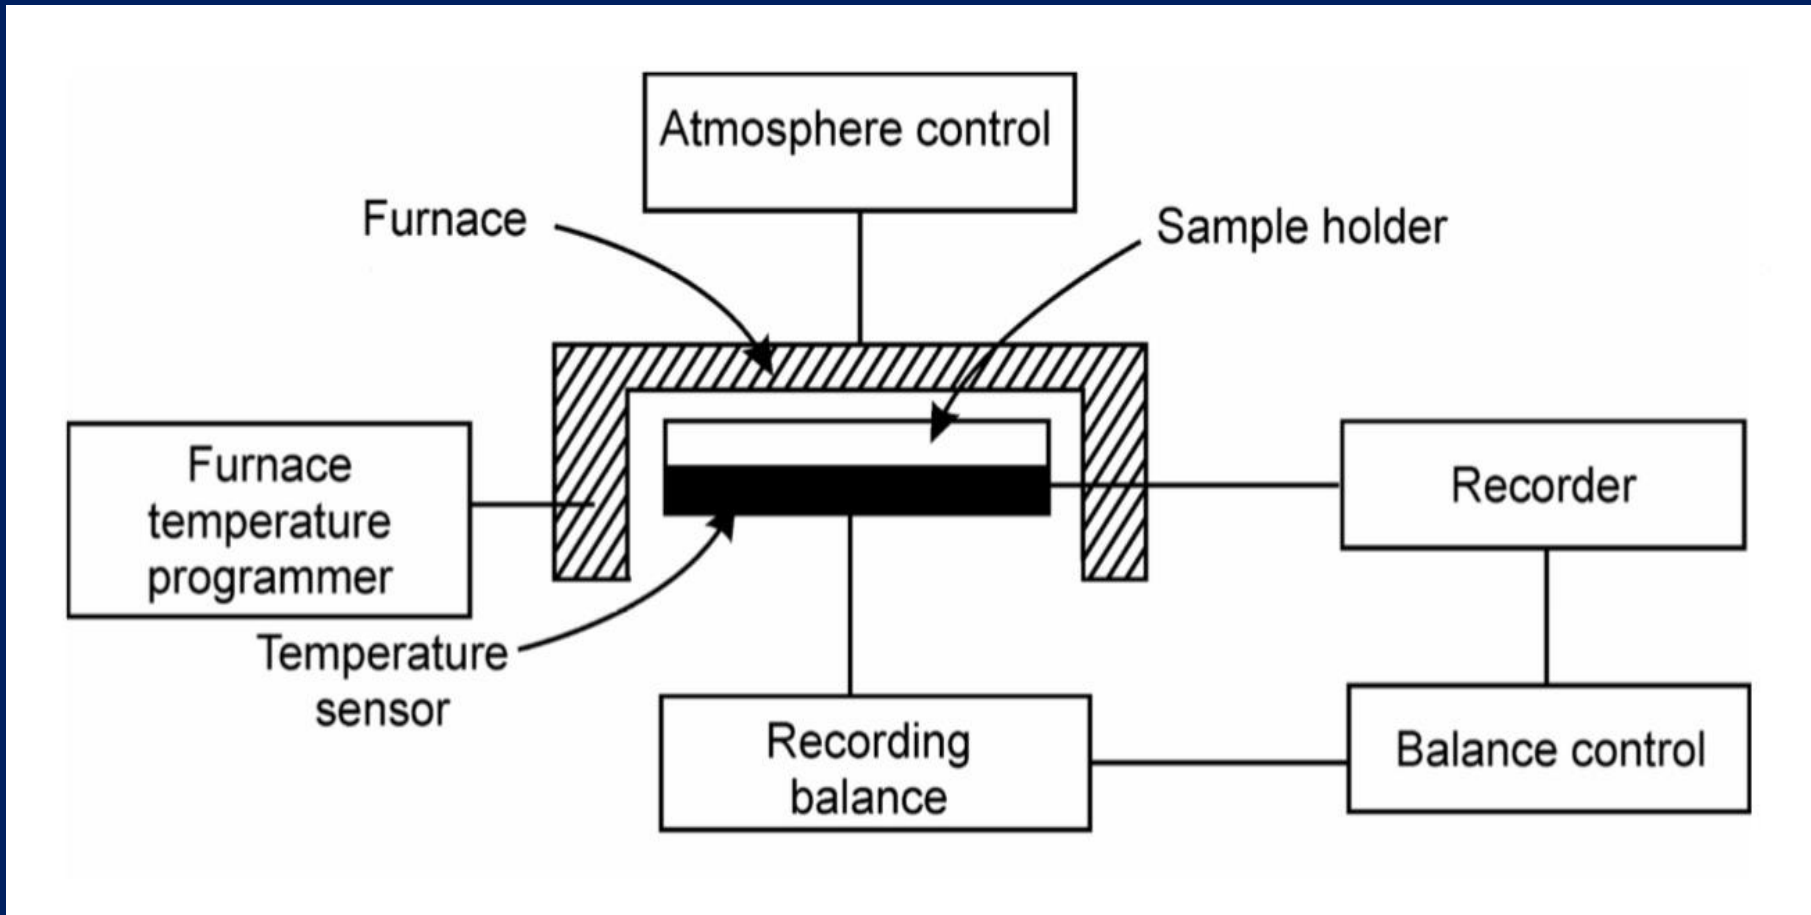 Atmosphere control
Furnace
Sample holder
Furnace
temperature
programmer
Recorder
Temperature
sensor
Recording
balance
Balance control